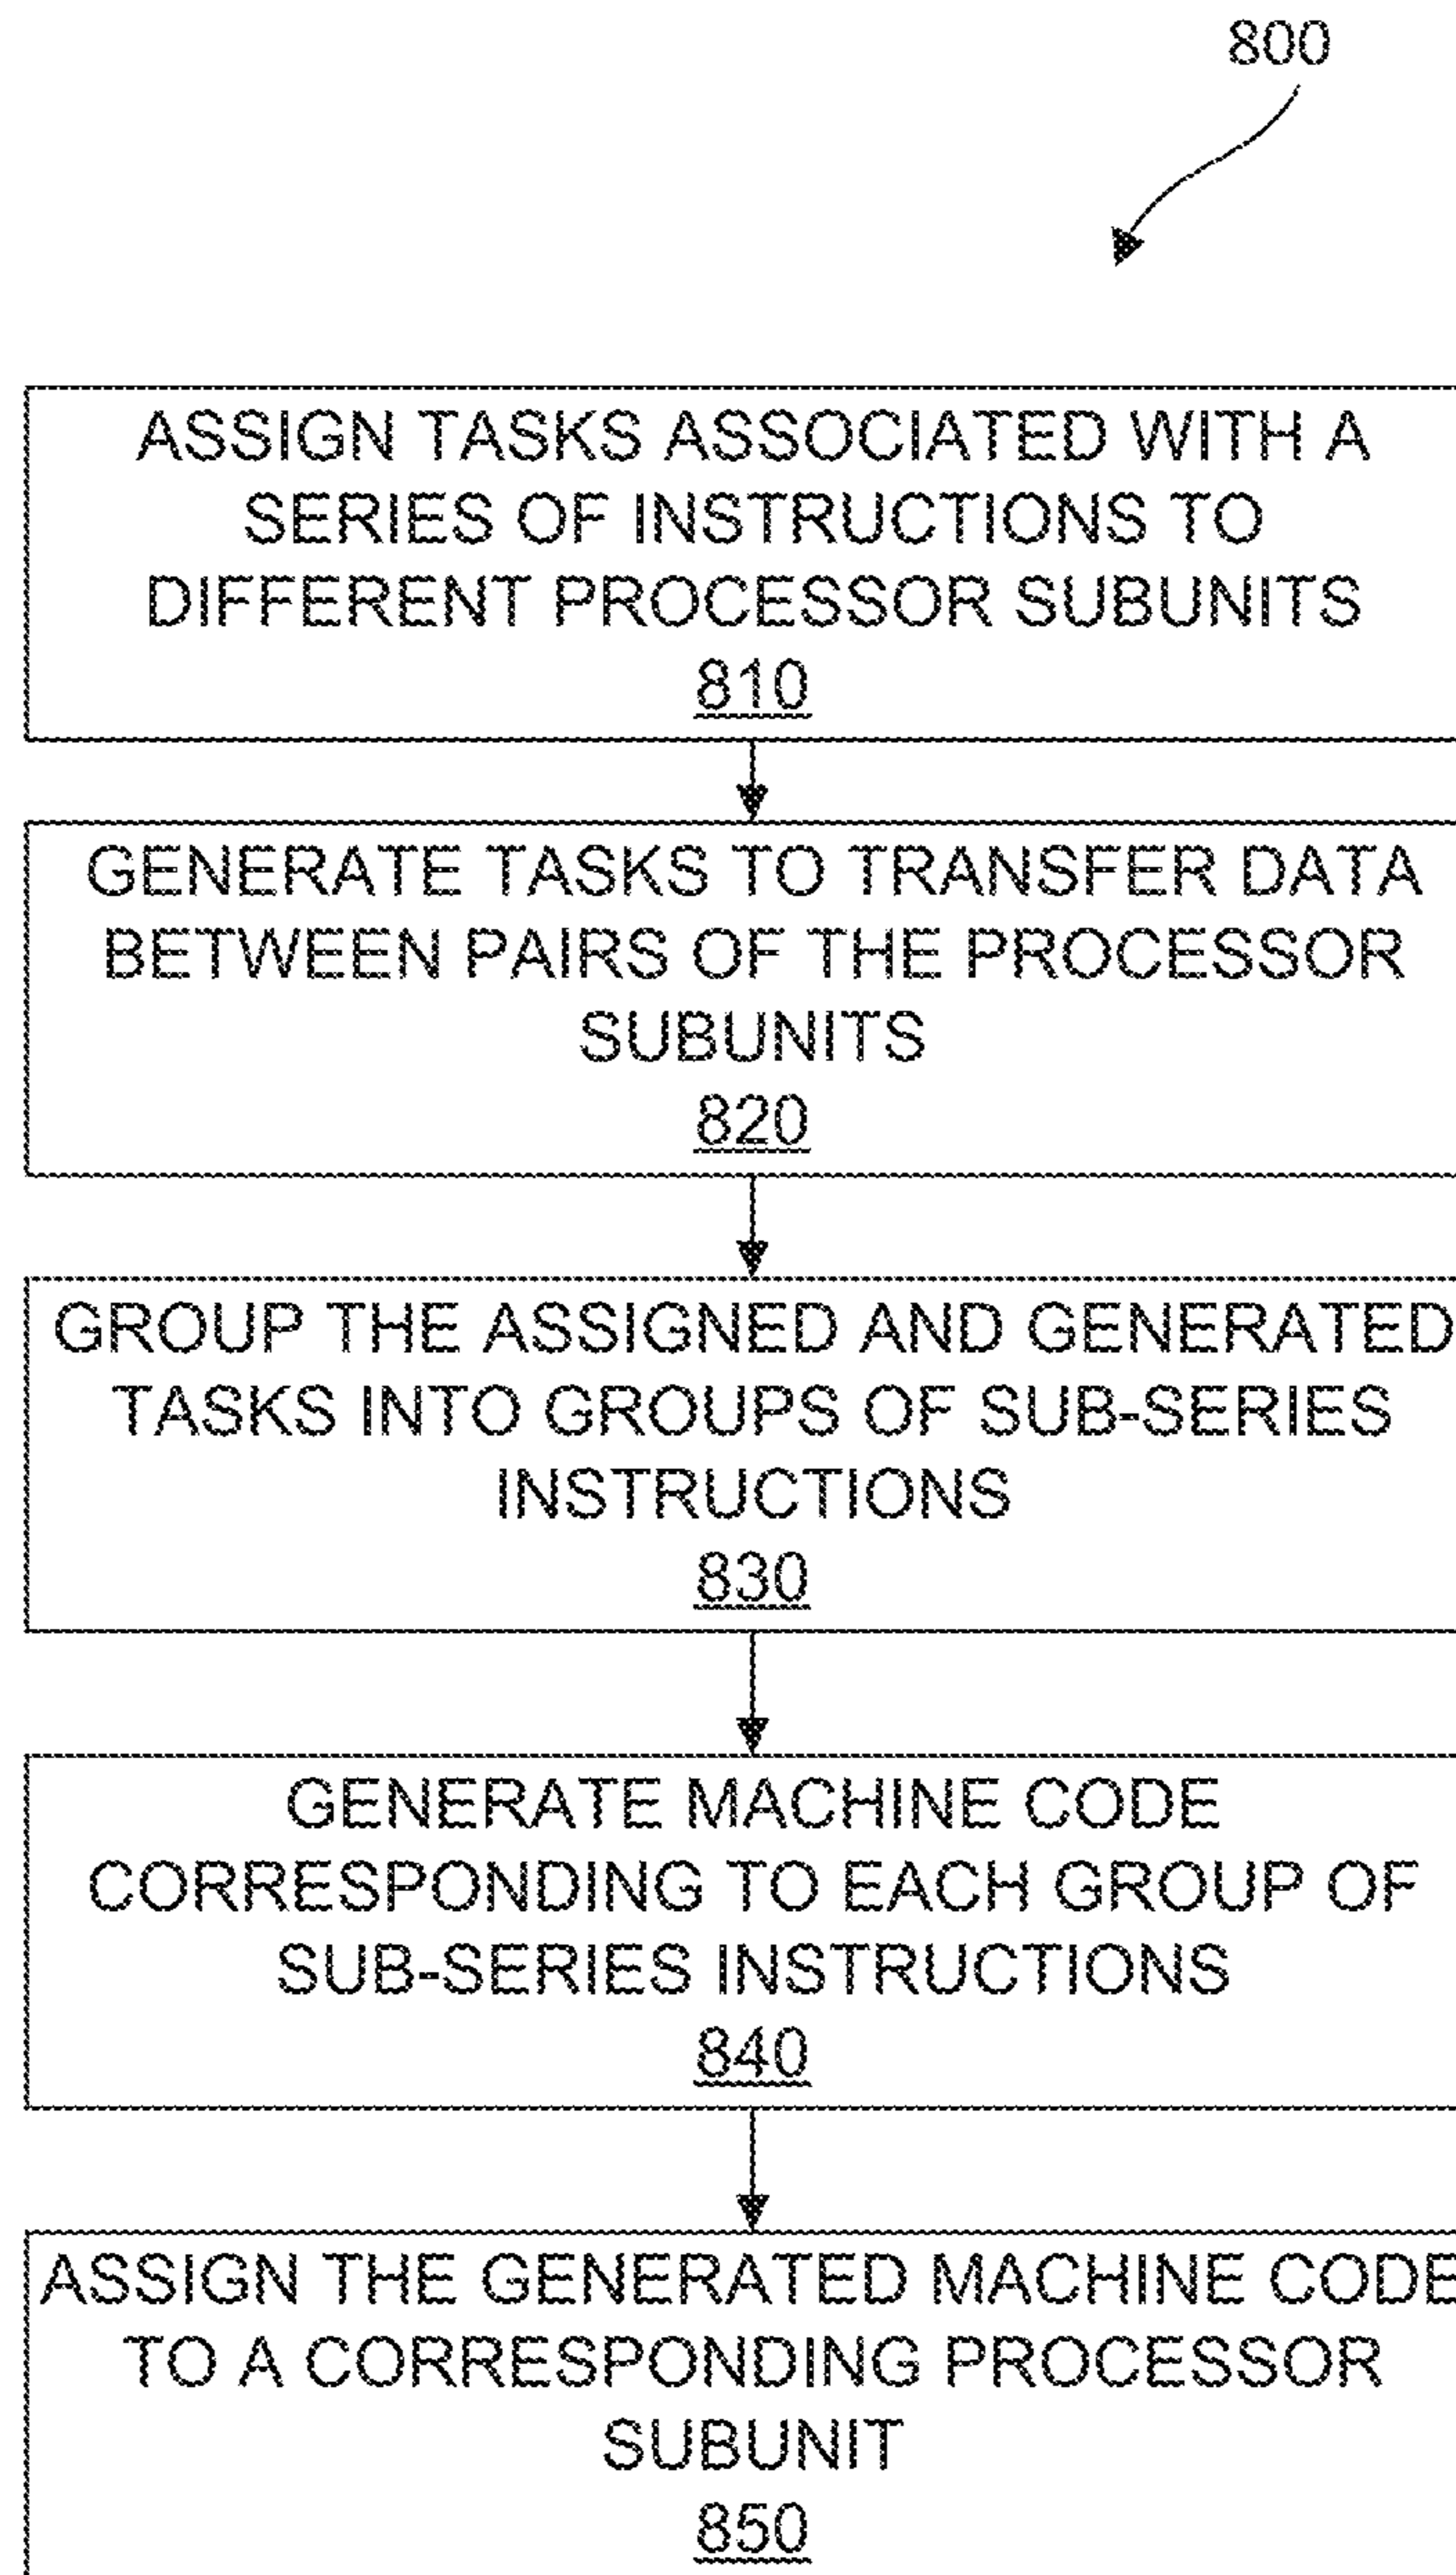 800
ASSIGN TASKS ASSOCIATED WITH A
SERIES OF INSTRUCTIONS TO
DIFFERENT PROCESSOR SUBUNITS
810
GENERATE TASKS TO TRANSFER DATA
BETWEEN PAIRS OF THE PROCESSOR
SUBUNITS
820
GROUP THE ASSIGNED AND GENERATED
TASKS INTO GROUPS OF SUB-SERIES
INSTRUCTIONS
830
GENERATE MACHINE CODE
CORRESPONDING TO EACH GROUP OF
SUB-SERIES INSTRUCTIONS
840
ASSIGN THE GENERATED MACHINE CODE
TO A CORRESPONDING PROCESSOR
SUBUNIT
850